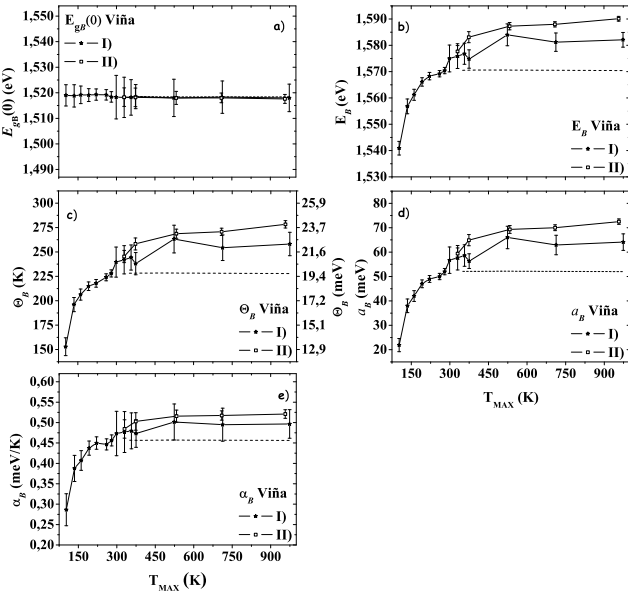 1,550
1,540
1,530
1,520
1,510
1,500
1,490
E_gB(0) (eV)
E_gB(0) Viña
a)
I)
II)
1,590
1,580
1,570
1,560
1,550
1,540
1,530
E_B (eV)
b)
E_B Viña
I)
II)
300
275
250
225
200
175
150
Θ_B (K)
c)
Θ_B Viña
I)
II)
25,9
23,7
21,6
19,4
17,2
15,1
12,9
Θ_B (meV)
80
70
60
50
40
30
20
a_B (meV)
d)
a_B Viña
I)
II)
150 300 450 600 750 900
T_MAX (K)
0,60
0,55
0,50
0,45
0,40
0,35
0,30
0,25
0,20
α_B (meV/K)
e)
α_B Viña
I)
II)
150 300 450 600 750 900
T_MAX (K)